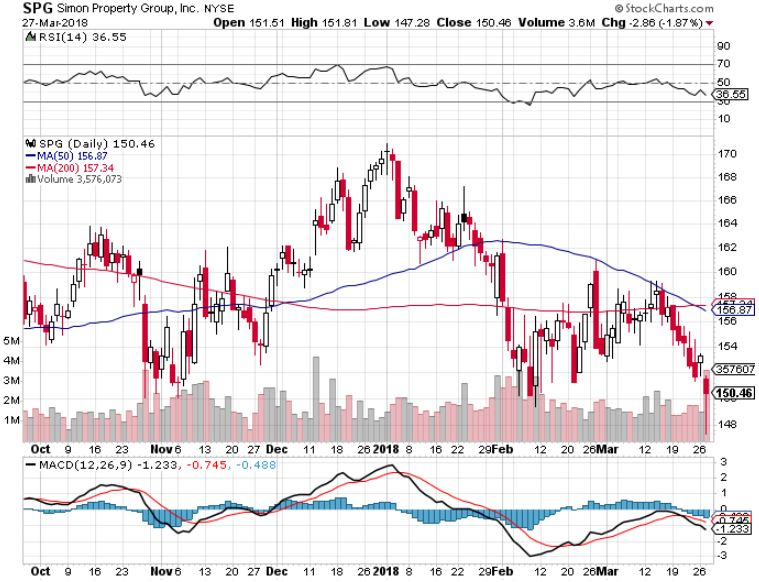 SPG Simon Property Group, Inc. NYSE © StockCharts.com
27-Mar-2018 Open 151.51 High 151.81 Low 147.28 Close 150.46 Volume 3.6M Chg -2.86 (-1.87%)
RSI(14) 36.55
90
70
50
36.55
30
10
SPG (Daily) 150.46
MA(50) 156.87
MA(200) 157.34
Volume 3,576,073
170
168
166
164
162
160
158
157.34
156.87
156
154
357607
150.46
148
5M
4M
3M
2M
1M
Oct 9 16 23 Nov 6 13 20 27 Dec 11 18 26 2018 8 16 22 Feb 12 20 26 Mar 12 19 26
MACD(12,26,9) -1.233, -0.745, -0.488
3
2
1
0
-0.745
-1.233
-2
-3
Oct 9 16 23 Nov 6 13 20 27 Dec 11 18 26 2018 8 16 22 29 Feb 12 20 26 Mar 12 19 26